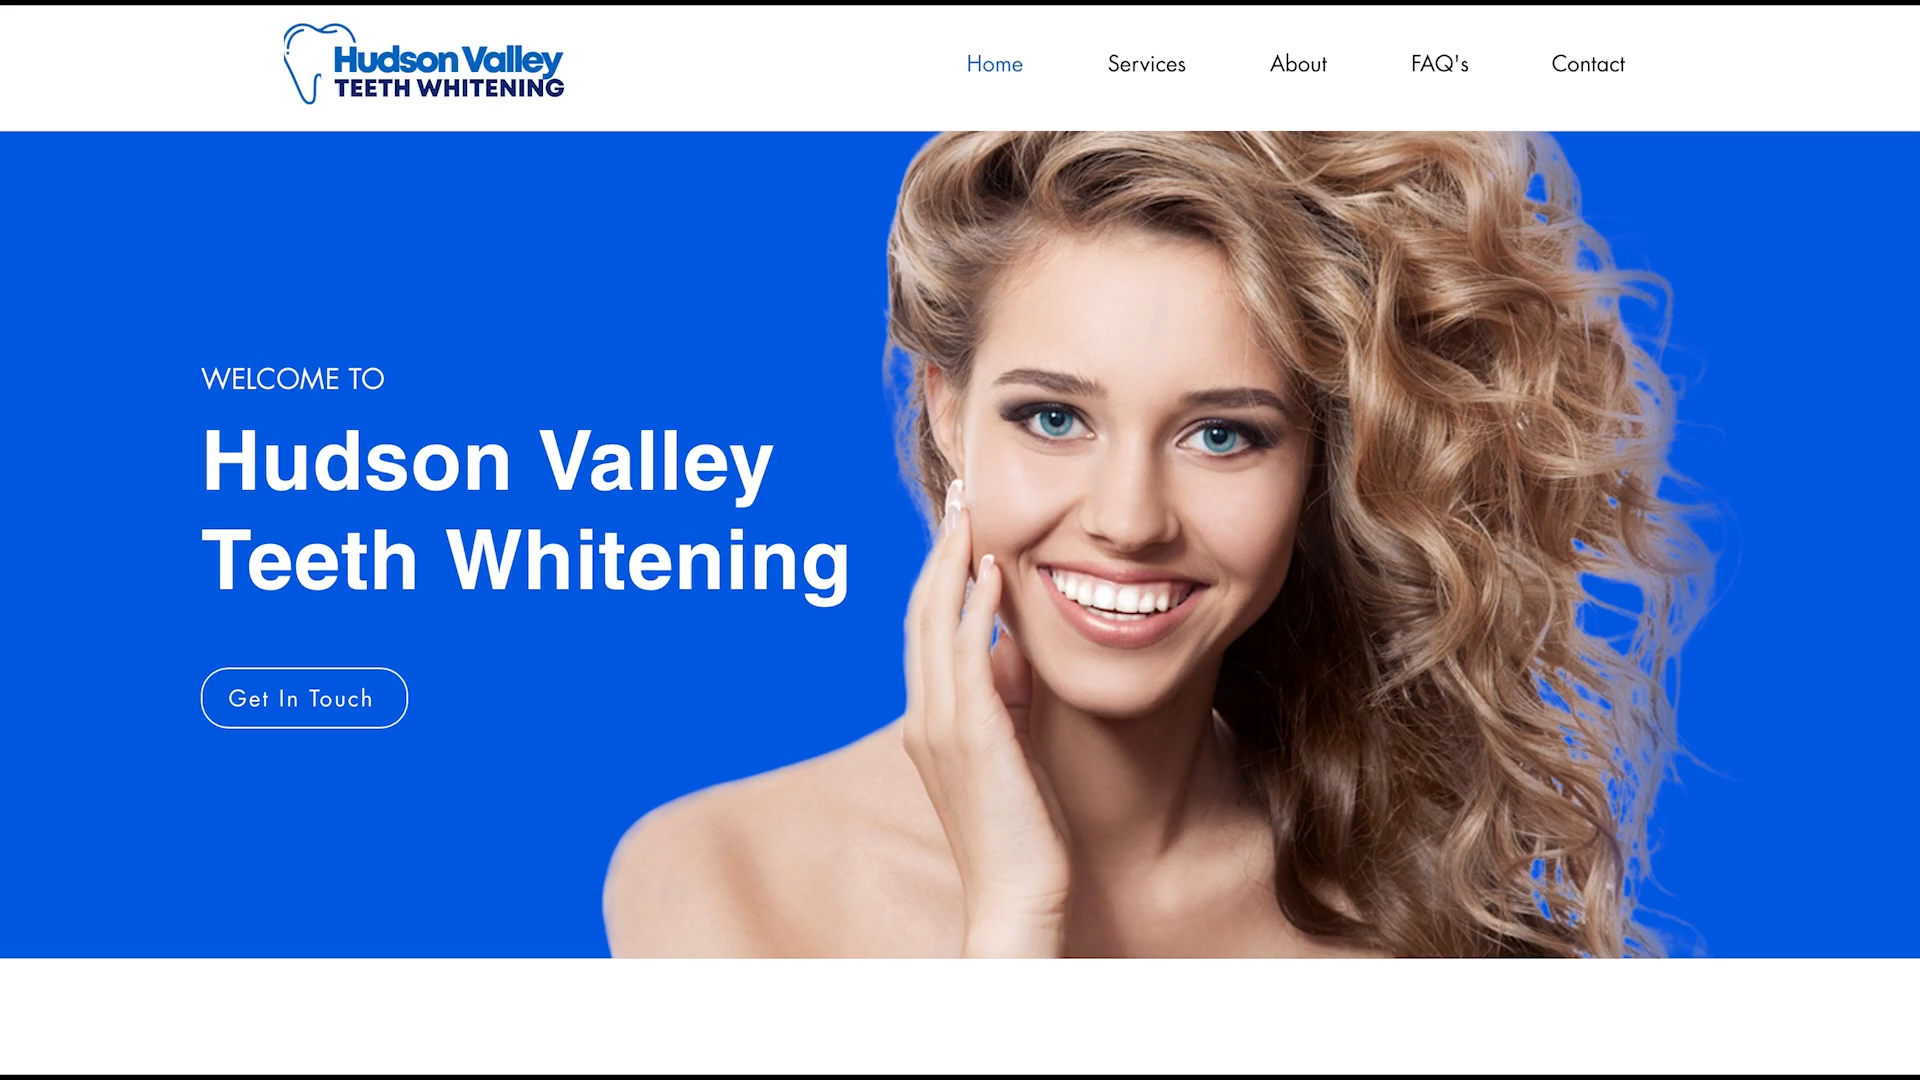 Hudson Valley
TEETH WHITENING
Home
Services
About
FAQ's
Contact
WELCOME TO
Hudson Valley
Teeth Whitening
Get In Touch